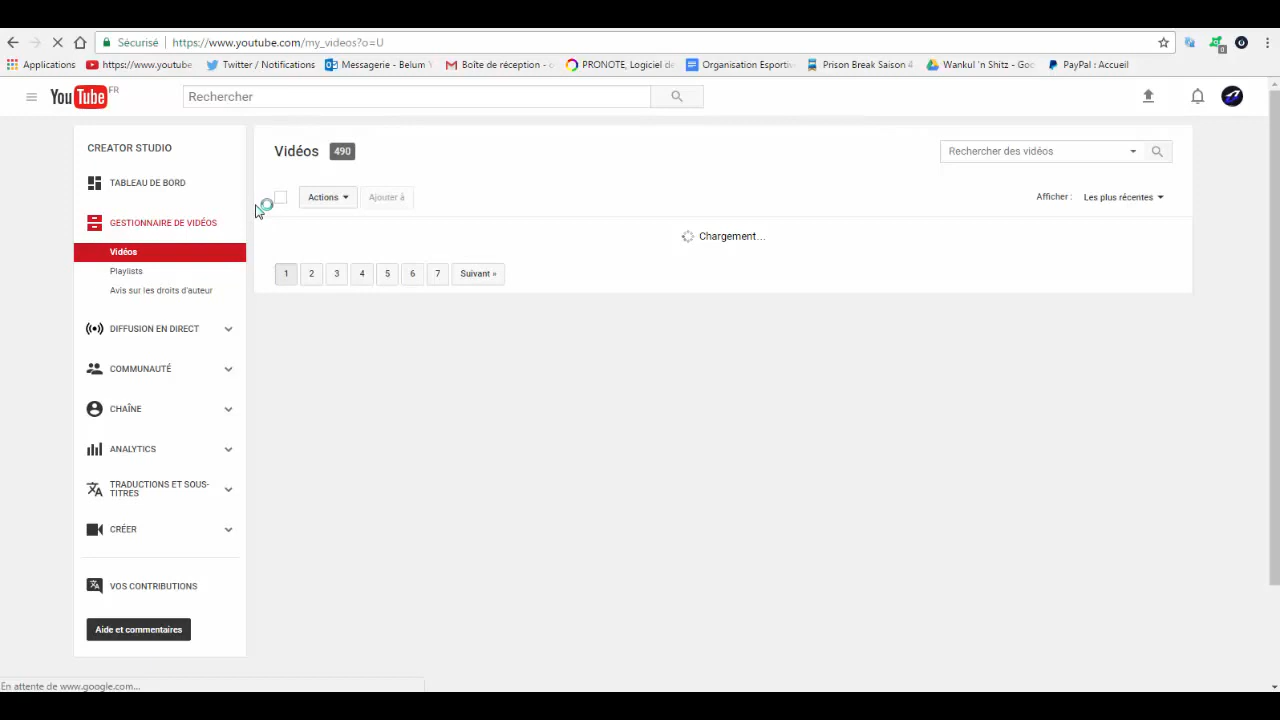 Sécurisé https://www.youtube.com/my_videos?o=U
Applications https://www.youtube Twitter / Notifications Messagerie - Belum Boîte de réception - PRONOTE, Logiciel de Organisation Esportiv Prison Break Saison 4 Wankul 'n Shitz - Goo PayPal : Accueil
YouTube FR Rechercher
CREATOR STUDIO
Vidéos 490 Rechercher des vidéos
TABLEAU DE BORD
Actions Ajouter à Afficher : Les plus récentes
GESTIONNAIRE DE VIDÉOS
Chargement...
Vidéos
Playlists
1 2 3 4 5 6 7 Suivant »
Avis sur les droits d'auteur
DIFFUSION EN DIRECT
COMMUNAUTÉ
CHAÎNE
ANALYTICS
TRADUCTIONS ET SOUS-
TITRES
CRÉER
VOS CONTRIBUTIONS
Aide et commentaires
En attente de www.google.com...